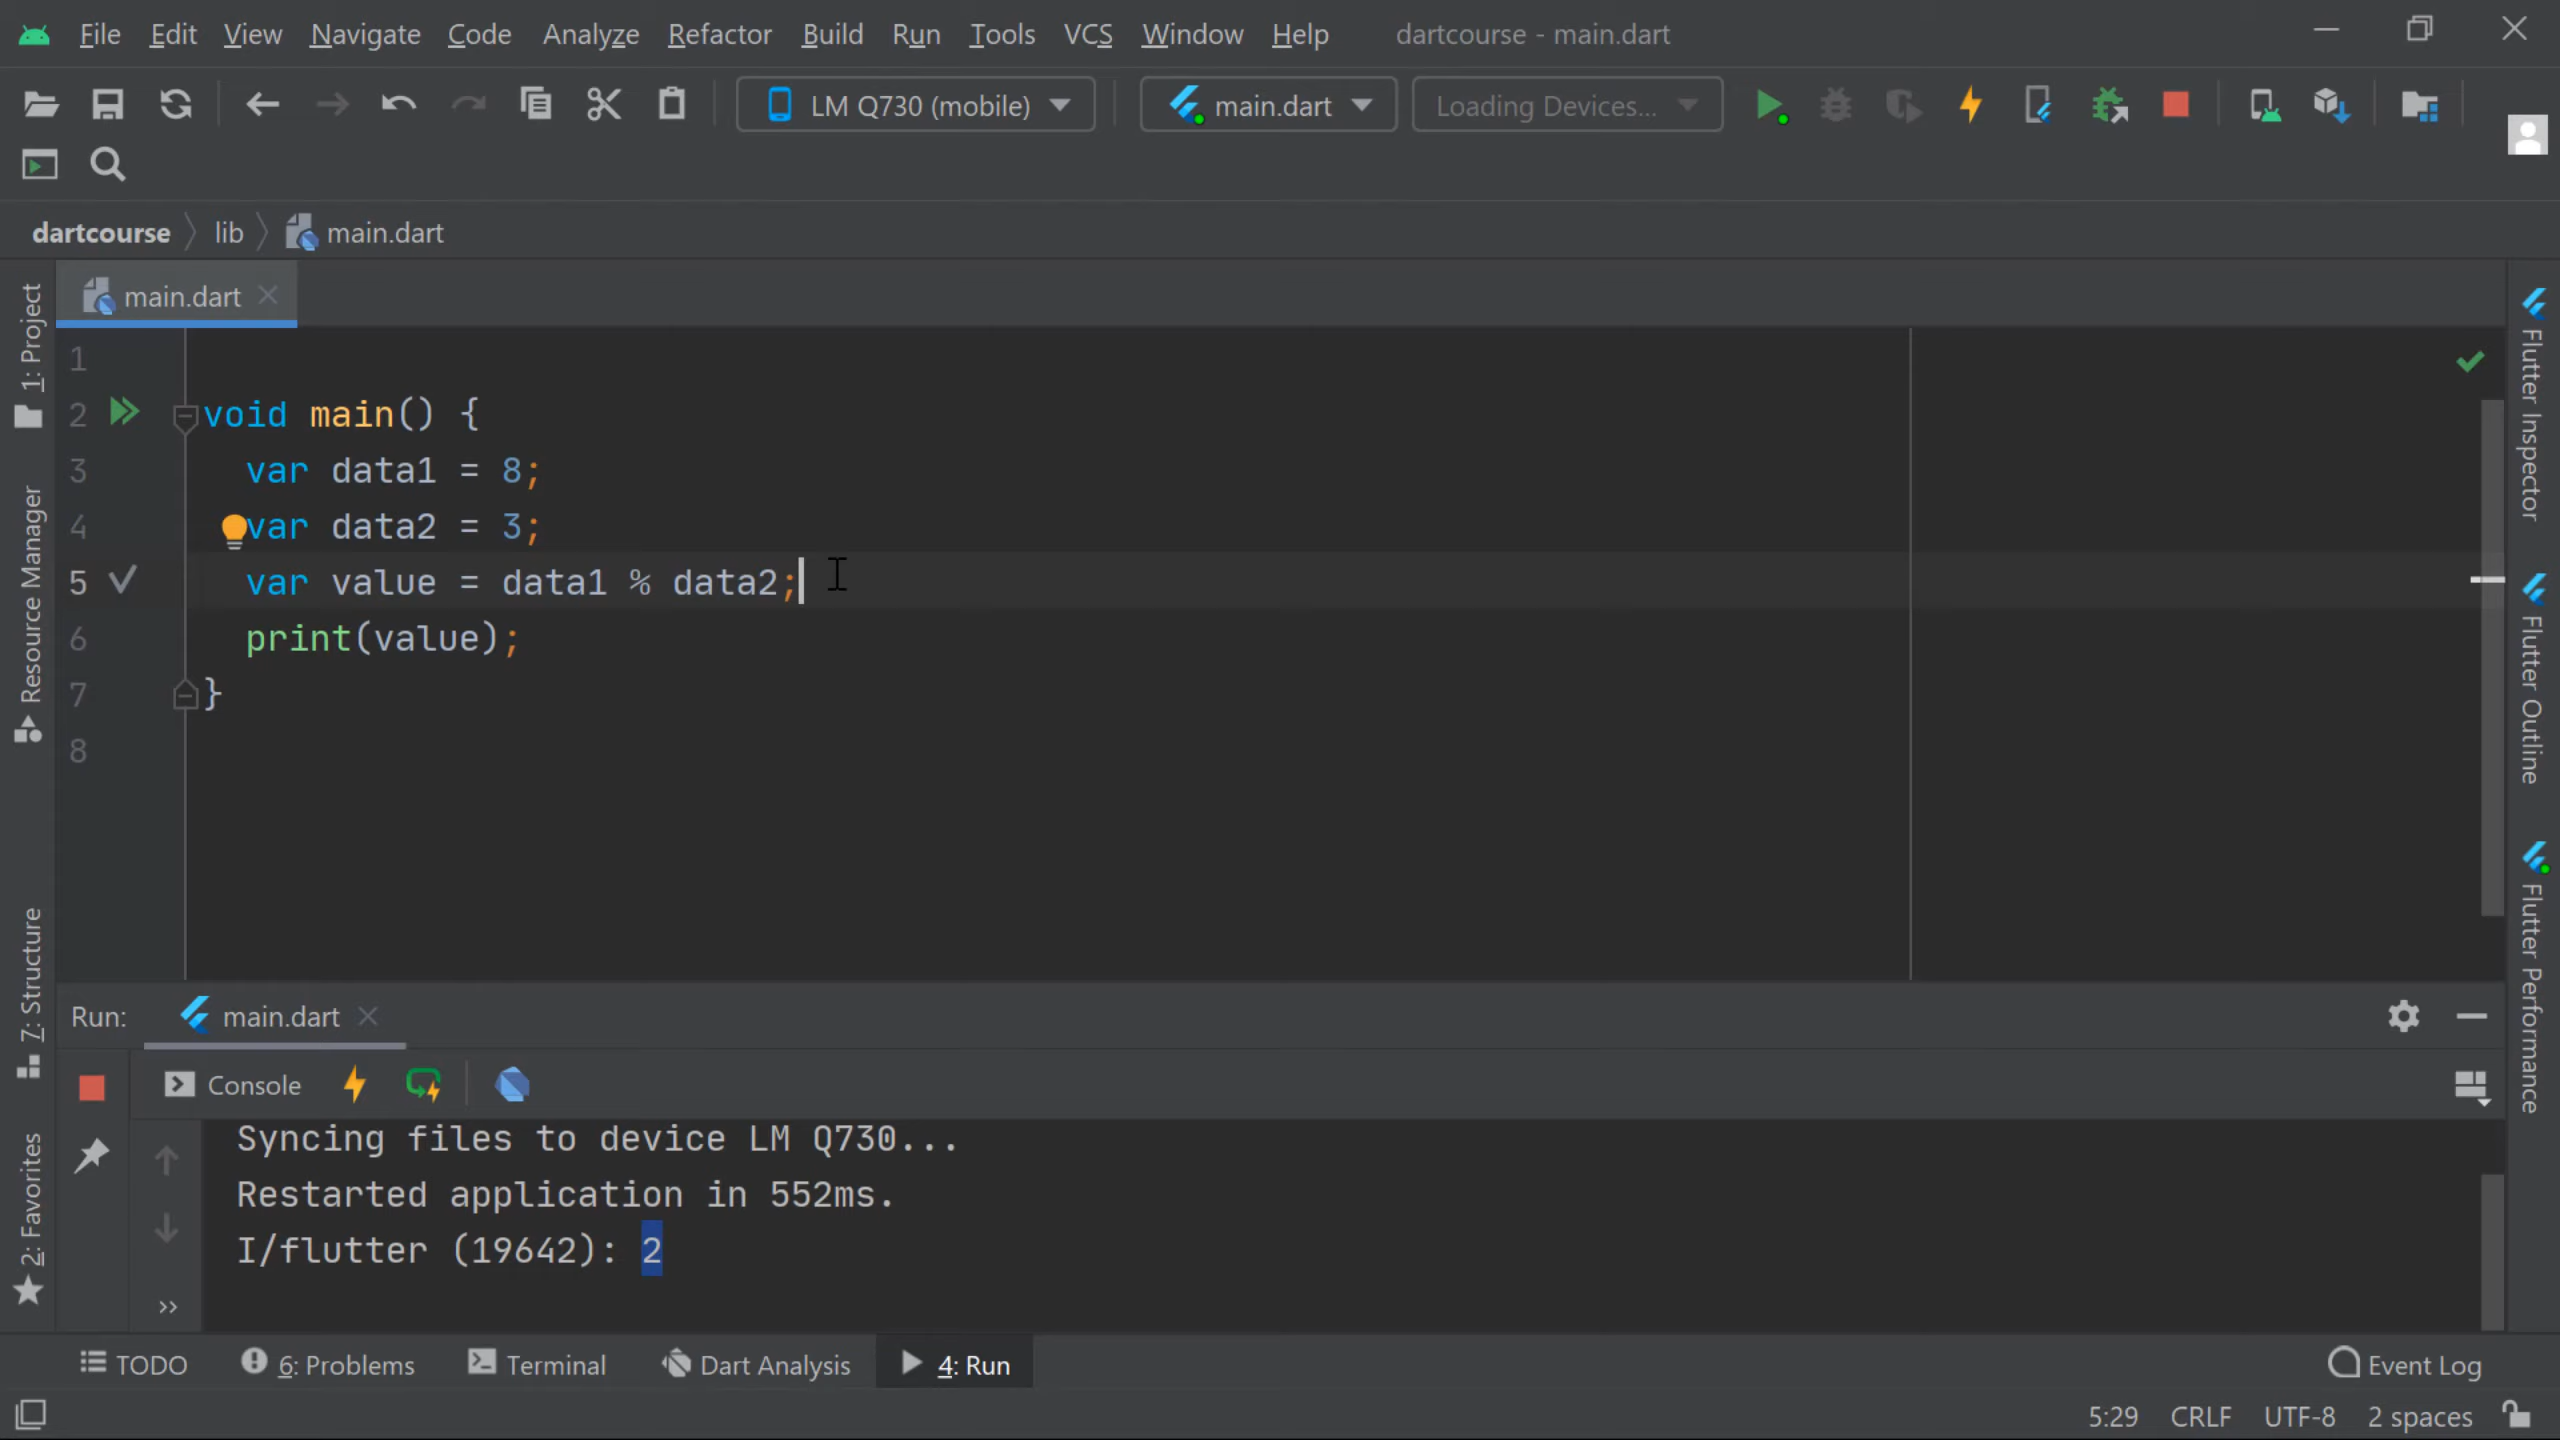 File Edit View Navigate Code Analyze Refactor Build Run Tools VCS Window Help dartcourse - main.dart
LM Q730 (mobile) main.dart Loading Devices...
dartcourse lib main.dart
main.dart
1
2 void main() {
3 var data1 = 8;
4 var data2 = 3;
5 var value = data1 % data2;
6 print(value);
7 }
8
1: Project
Resource Manager
7: Structure
2: Favorites
Flutter Inspector
Flutter Outline
Flutter Performance
Run: main.dart
Console
Syncing files to device LM Q730...
Restarted application in 552ms.
I/flutter (19642): 2
TODO 6: Problems Terminal Dart Analysis 4: Run Event Log
5:29 CRLF UTF-8 2 spaces